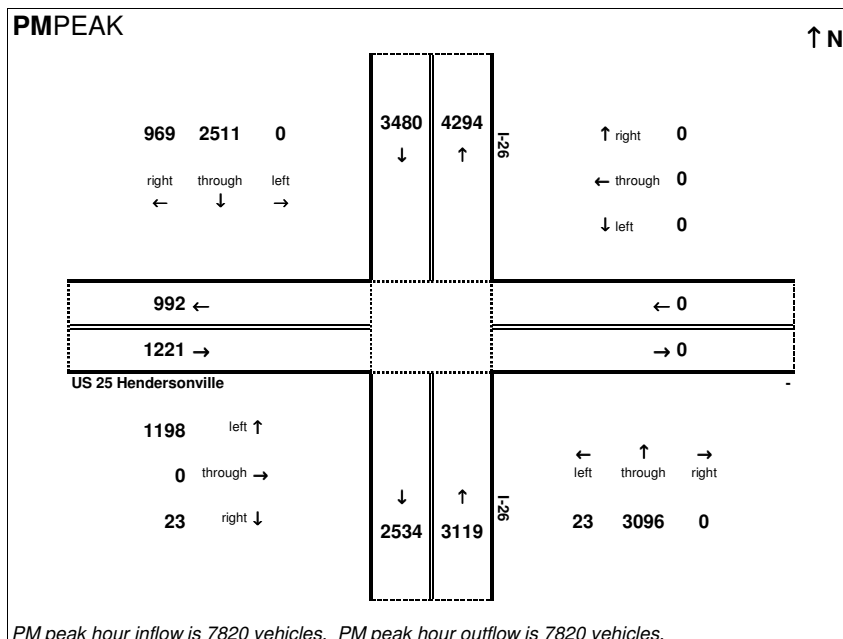 PMPEAK
↑ N
969 2511 0
right through left
← ↓ →
3480 4294
↓ ↑
I-26
↑ right 0
← through 0
↓ left 0
992 ←
← 0
1221 →
→ 0
US 25 Hendersonville
-
1198 left ↑
0 through →
23 right ↓
↓ ↑
2534 3119
I-26
← ↑ →
left through right
23 3096 0
PM peak hour inflow is 7820 vehicles. PM peak hour outflow is 7820 vehicles.